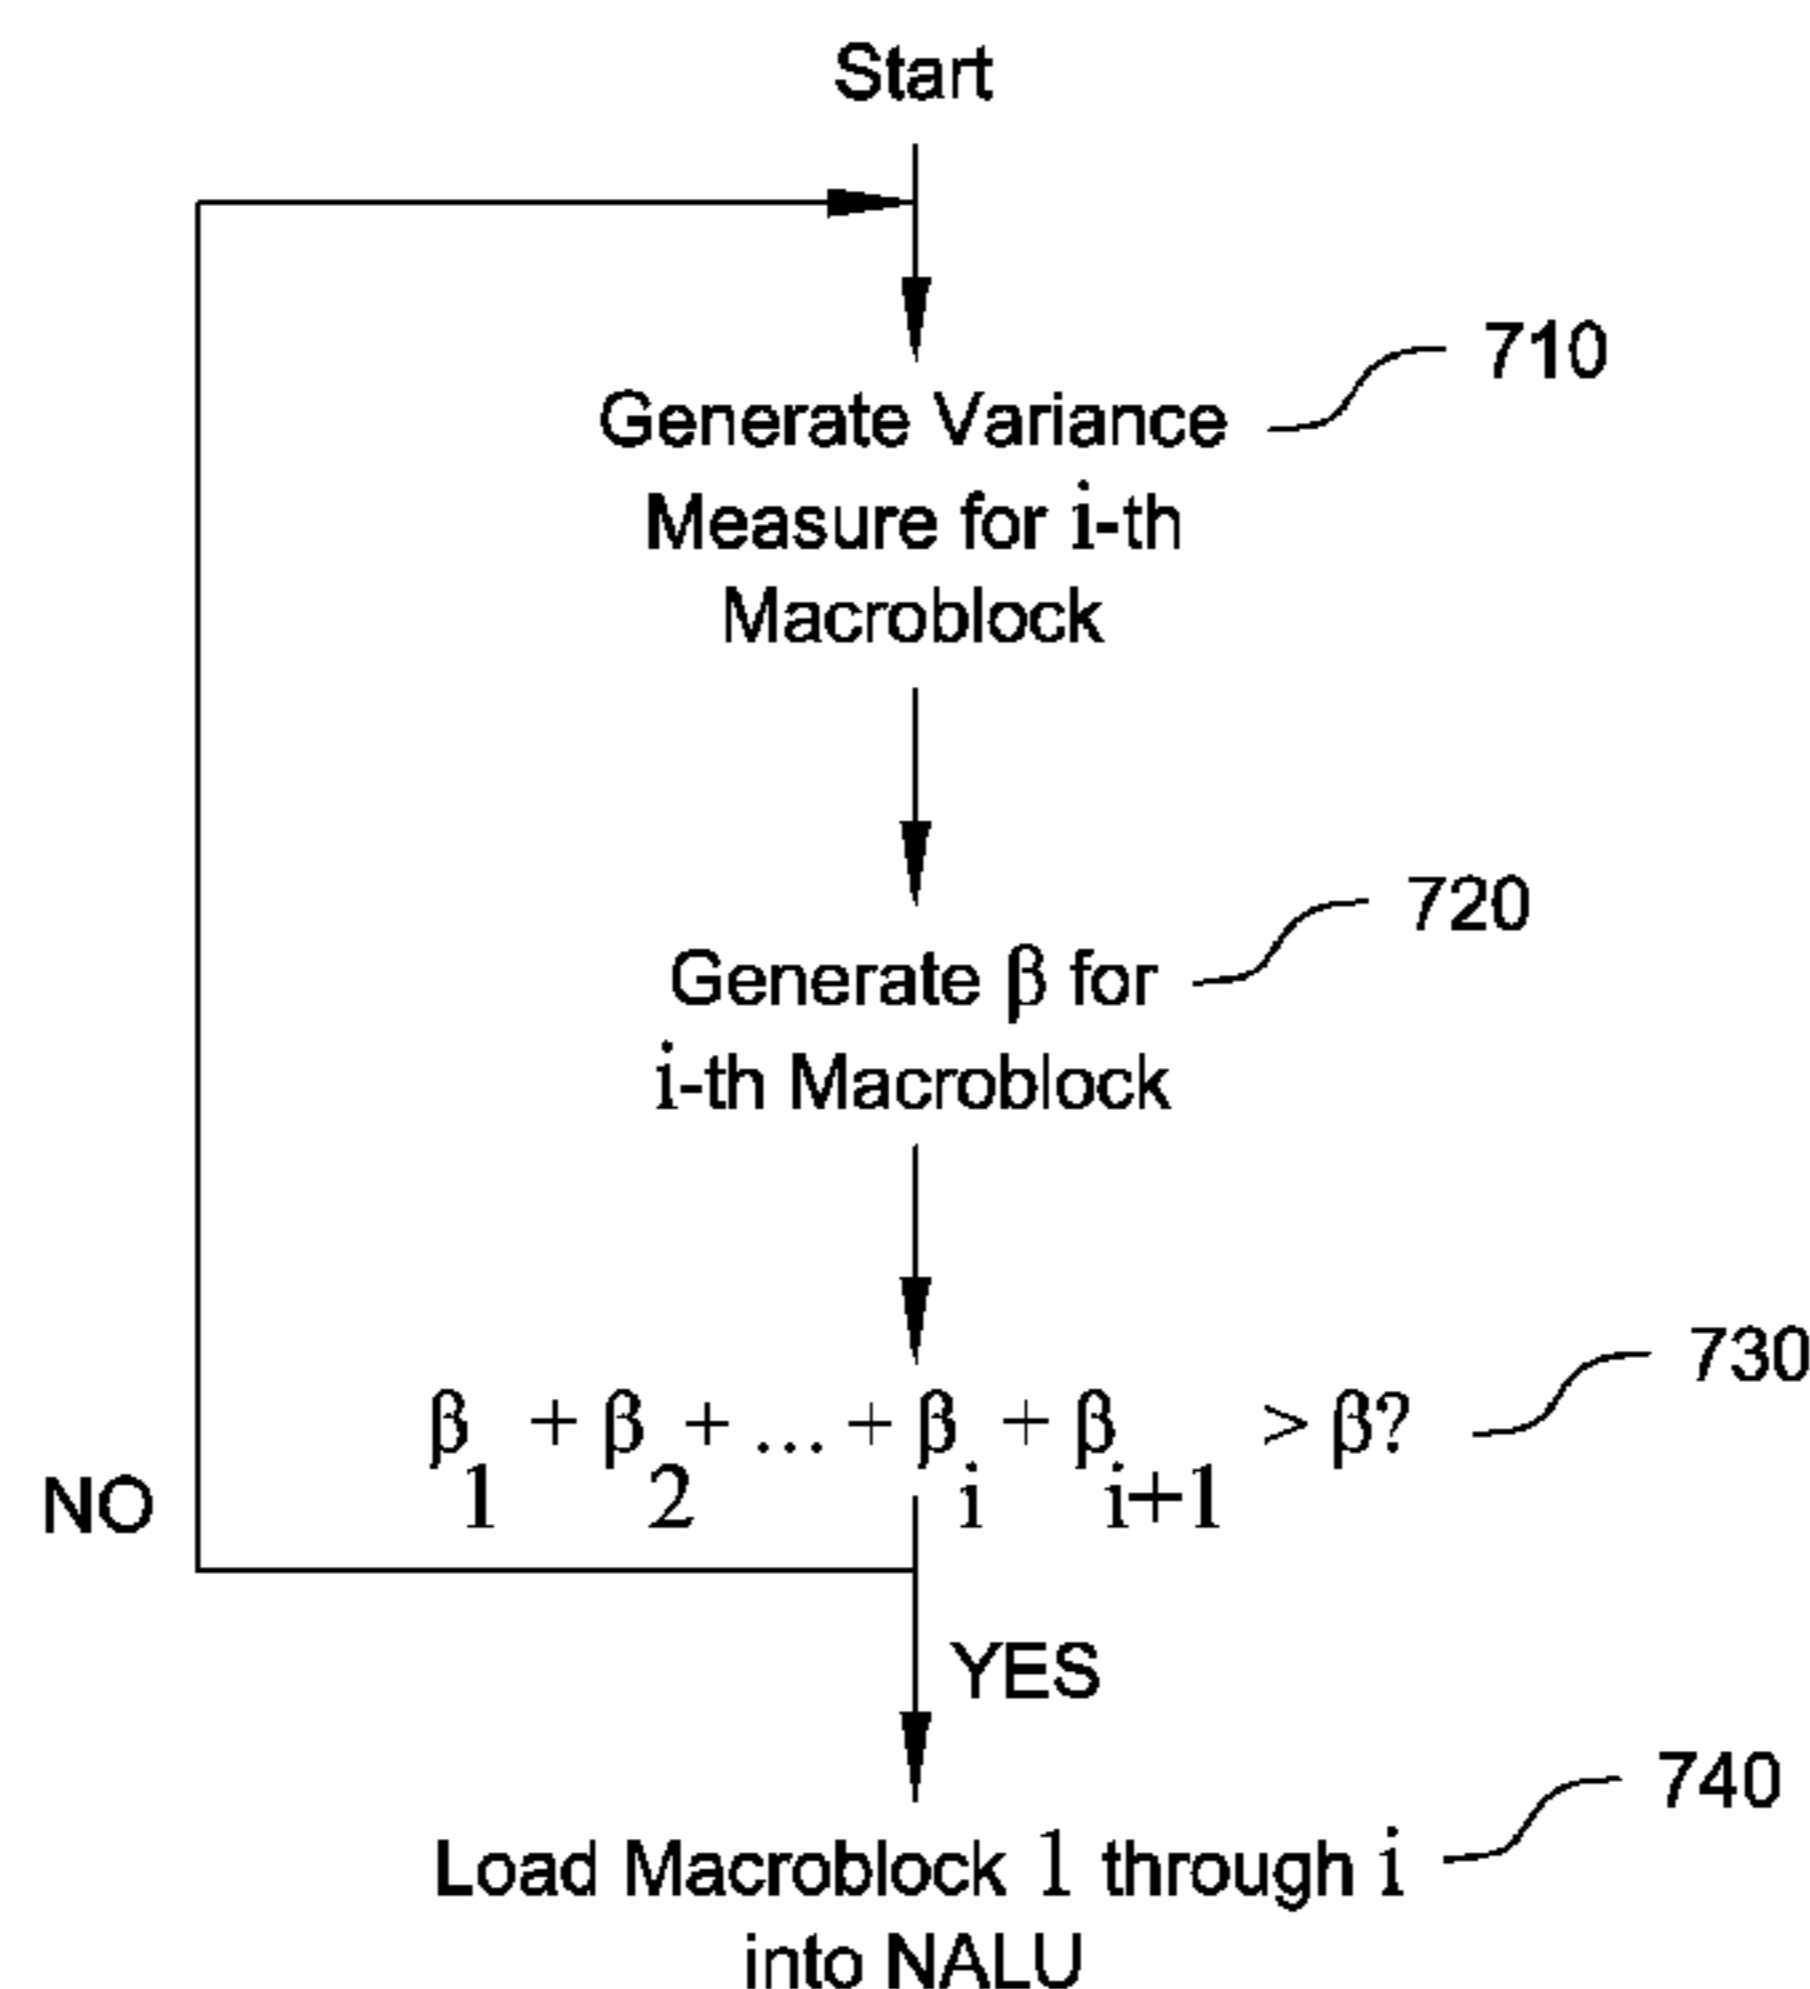 Start
710
Generate Variance
Measure for i-th
Macroblock
720
Generate β for
i-th Macroblock
730
β1 + β2 + ... + βi + βi+1 > β?
NO
YES
740
Load Macroblock 1 through i
into NALU